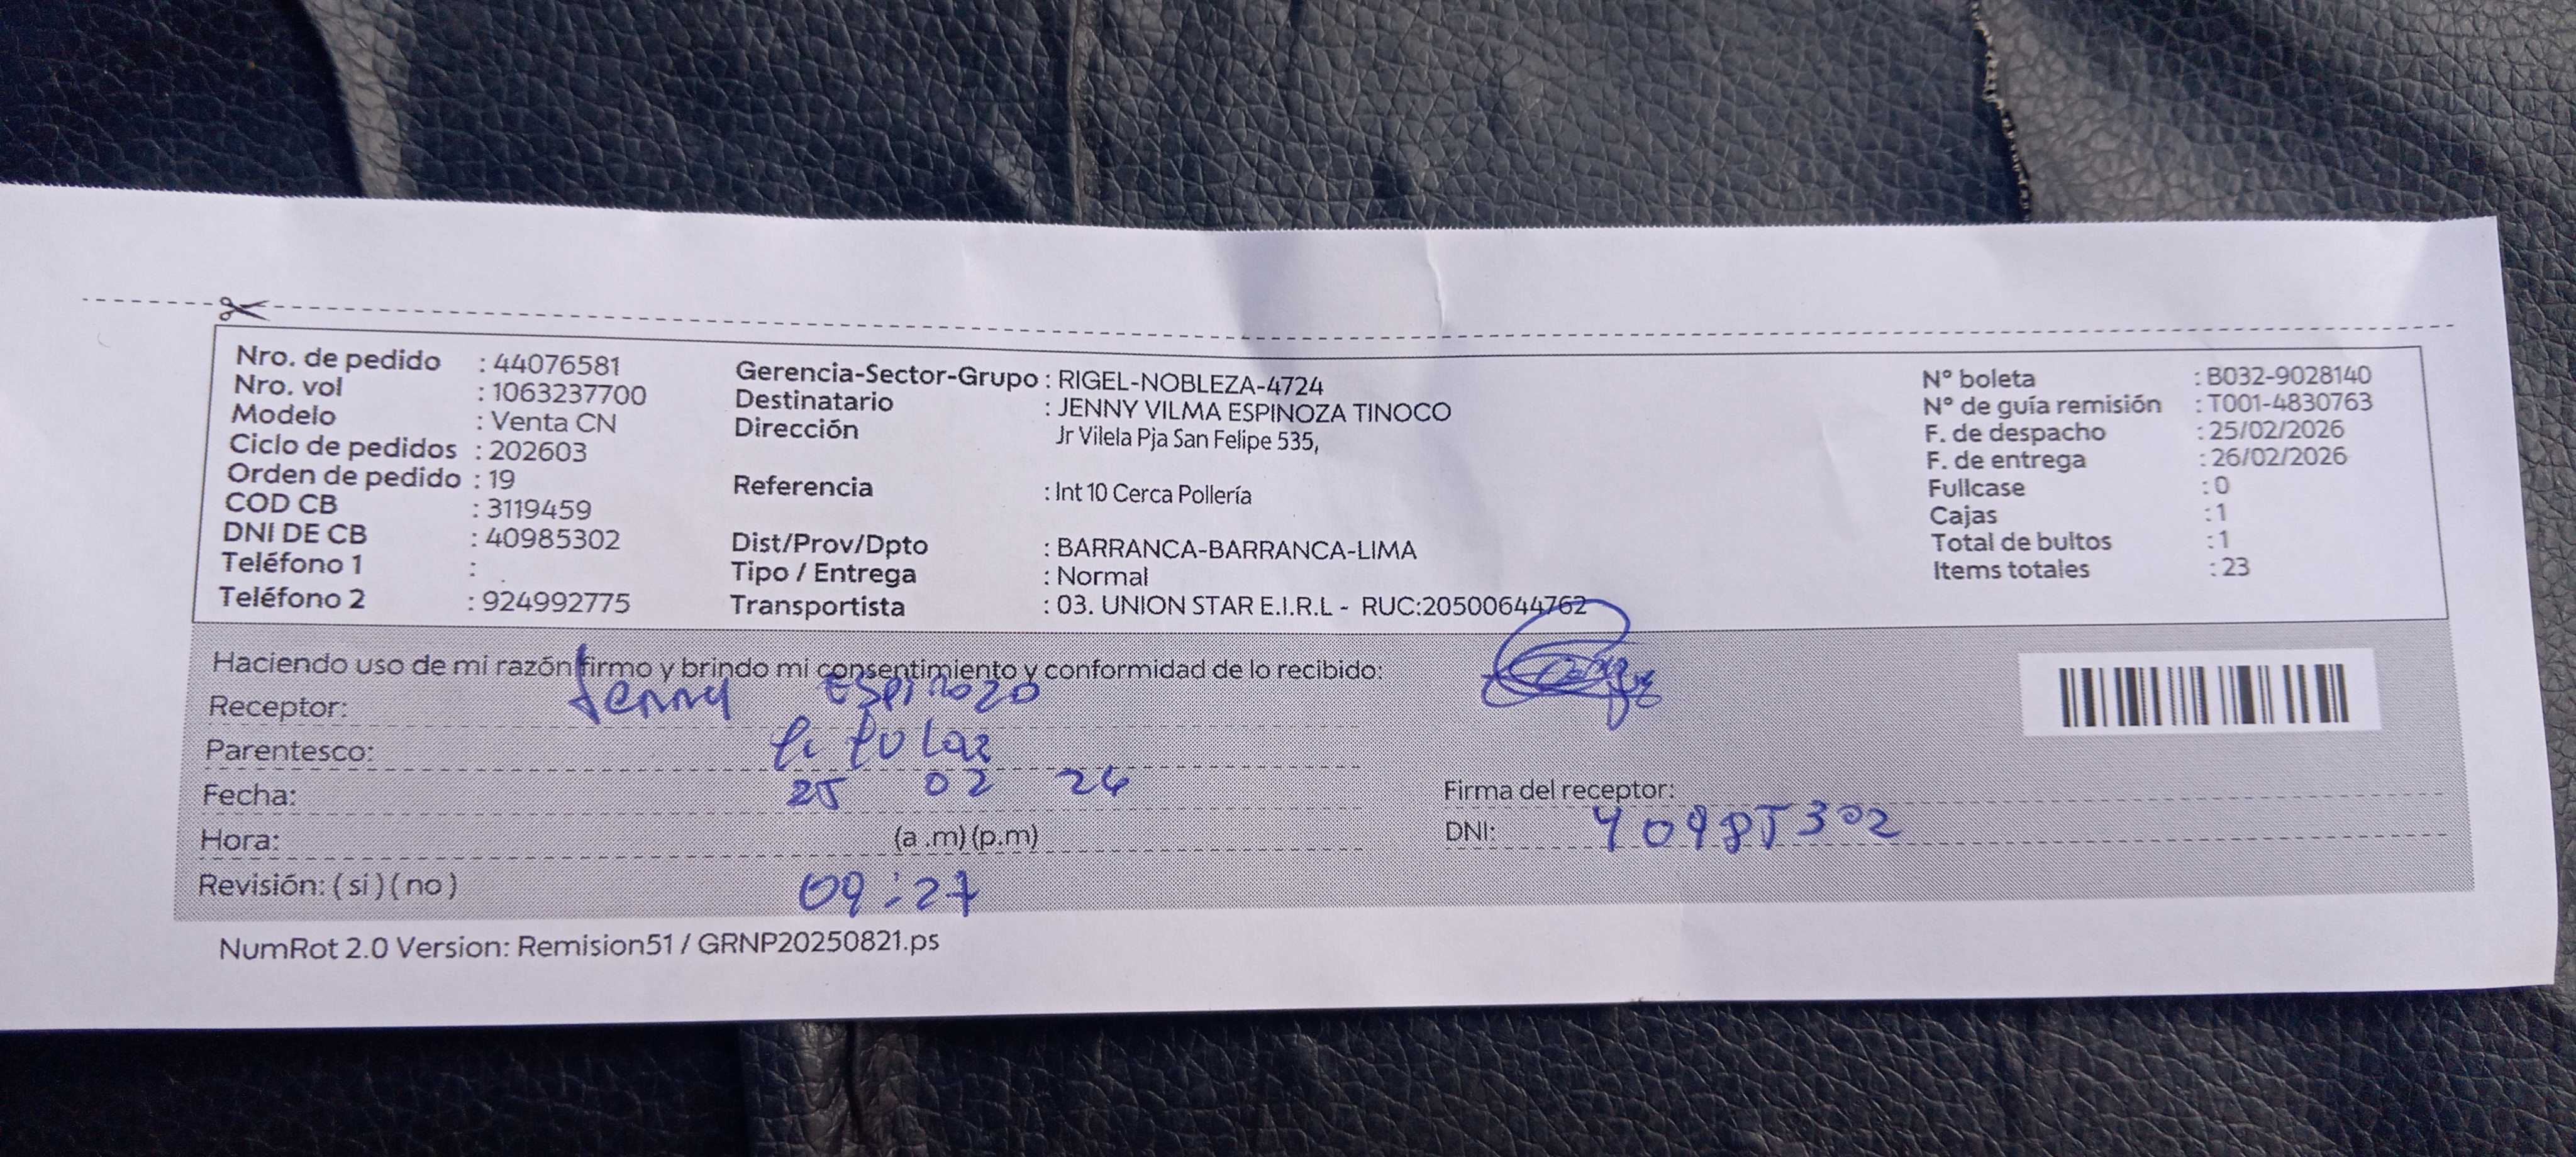 Nro. de pedido : 44076581
Nro. vol : 1063237700
Modelo : Venta CN
Ciclo de pedidos : 202603
Orden de pedido : 19
COD CB : 3119459
DNI DE CB : 40985302
Teléfono 1 :
Teléfono 2 : 924992775
Gerencia-Sector-Grupo : RIGEL-NOBLEZA-4724
Destinatario : JENNY VILMA ESPINOZA TINOCO
Dirección Jr Vilela Pja San Felipe 535,
Referencia : Int 10 Cerca Pollería
Dist/Prov/Dpto : BARRANCA-BARRANCA-LIMA
Tipo / Entrega : Normal
Transportista : 03. UNION STAR E.I.R.L - RUC:20500644762
N° boleta : B032-9028140
N° de guía remisión : T001-4830763
F. de despacho : 25/02/2026
F. de entrega : 26/02/2026
Fullcase : 0
Cajas : 1
Total de bultos : 1
Items totales : 23
Haciendo uso de mi razón firmo y brindo mi consentimiento y conformidad de lo recibido:
Receptor: Jenny Espinozo
Parentesco: titular
Fecha: 25 02 26
Hora: (a .m) (p.m)
Revisión: ( si ) ( no ) 09:27
Firma del receptor:
DNI: 40985302
NumRot 2.0 Version: Remision51 / GRNP20250821.ps